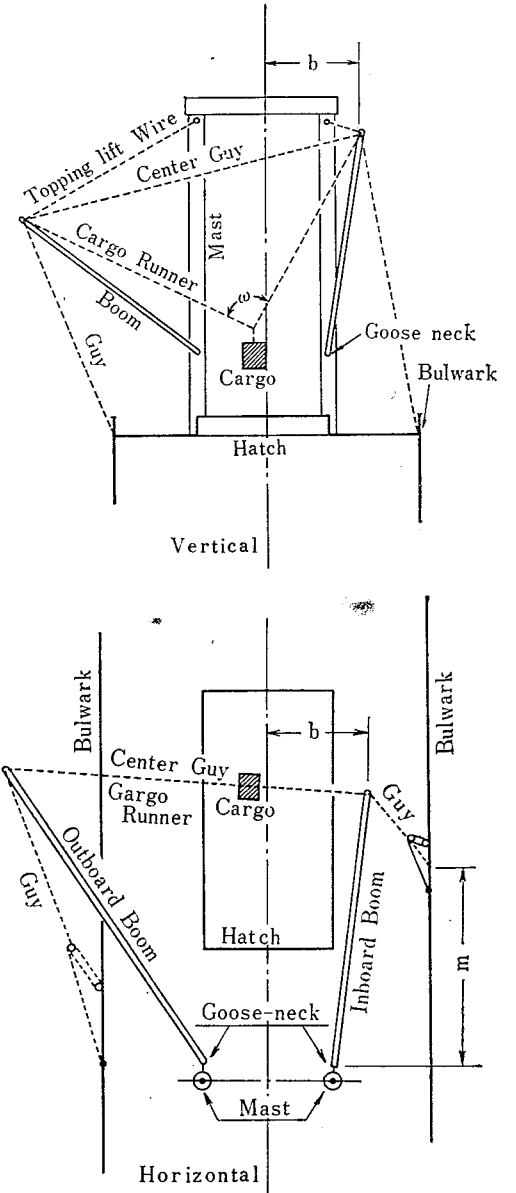 b
Topping lift Wire
Center Guy
Cargo Runner
Mast
ω
Boom
Guy
Goose neck
Cargo
Bulwark
Hatch
Vertical
Bulwark
Bulwark
b
Center Guy
Gargo
Runner
Cargo
Guy
Outboard Boom
Guy
Hatch
Inboard Boom
m
Goose-neck
Mast
Horizontal